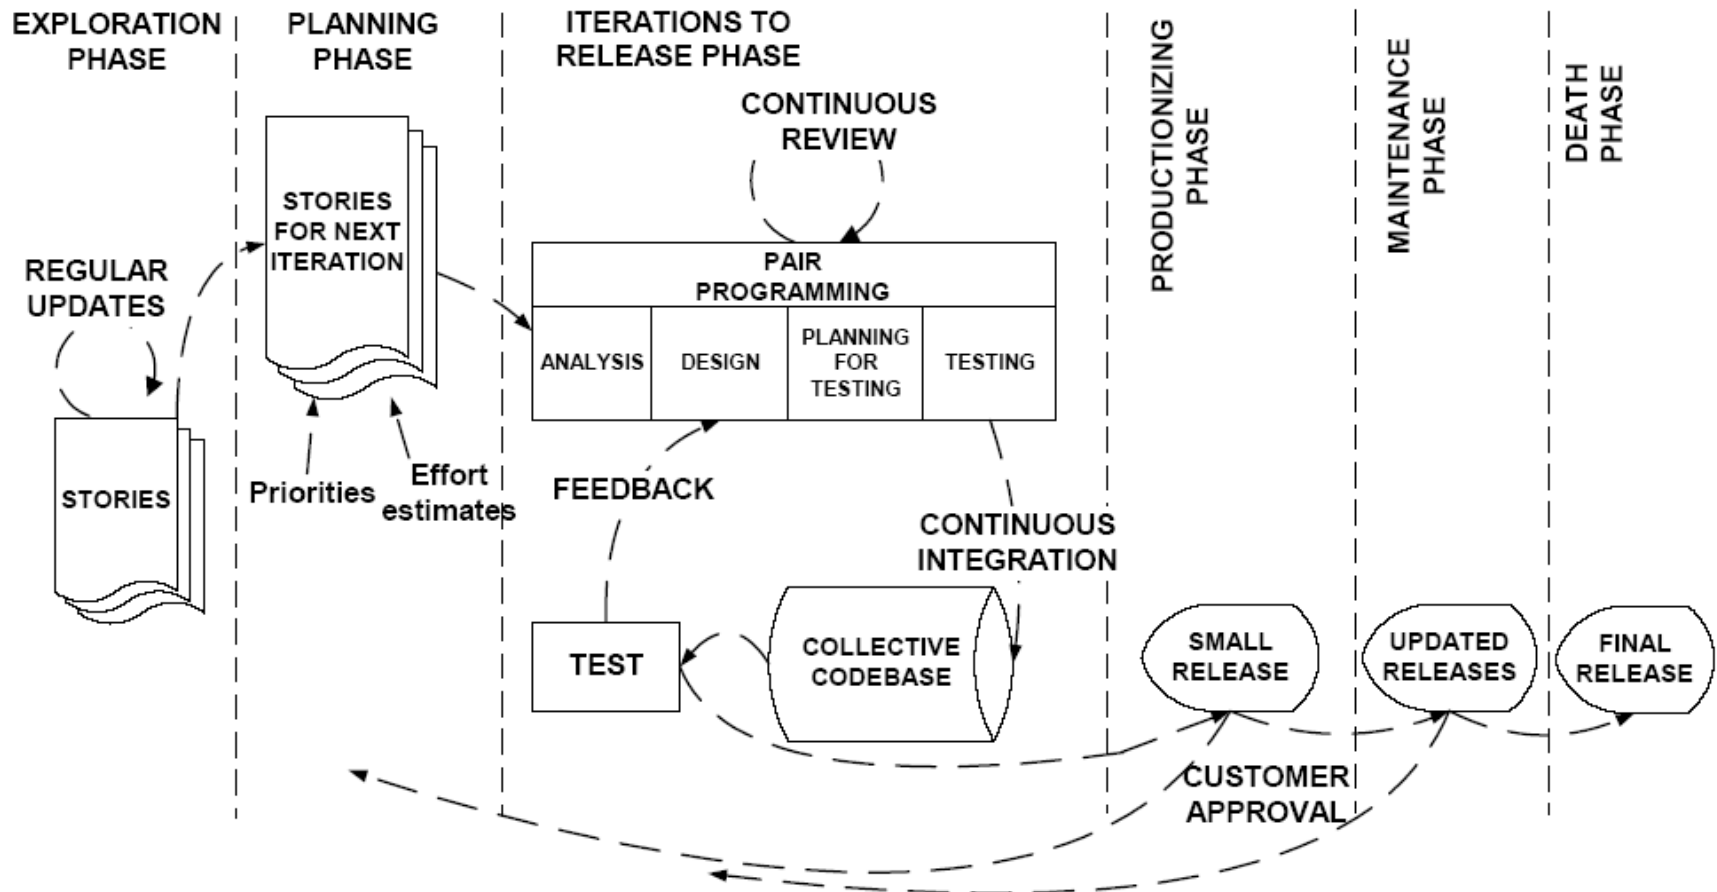 EXPLORATION
PHASE
PLANNING
PHASE
ITERATIONS TO
RELEASE PHASE
PRODUCTIONIZING
PHASE
MAINTENANCE
PHASE
DEATH
PHASE
CONTINUOUS
REVIEW
REGULAR
UPDATES
STORIES
STORIES
FOR NEXT
ITERATION
Priorities
Effort
estimates
PAIR
PROGRAMMING
ANALYSIS
DESIGN
PLANNING
FOR
TESTING
TESTING
FEEDBACK
CONTINUOUS
INTEGRATION
TEST
COLLECTIVE
CODEBASE
SMALL
RELEASE
UPDATED
RELEASES
FINAL
RELEASE
CUSTOMER
APPROVAL